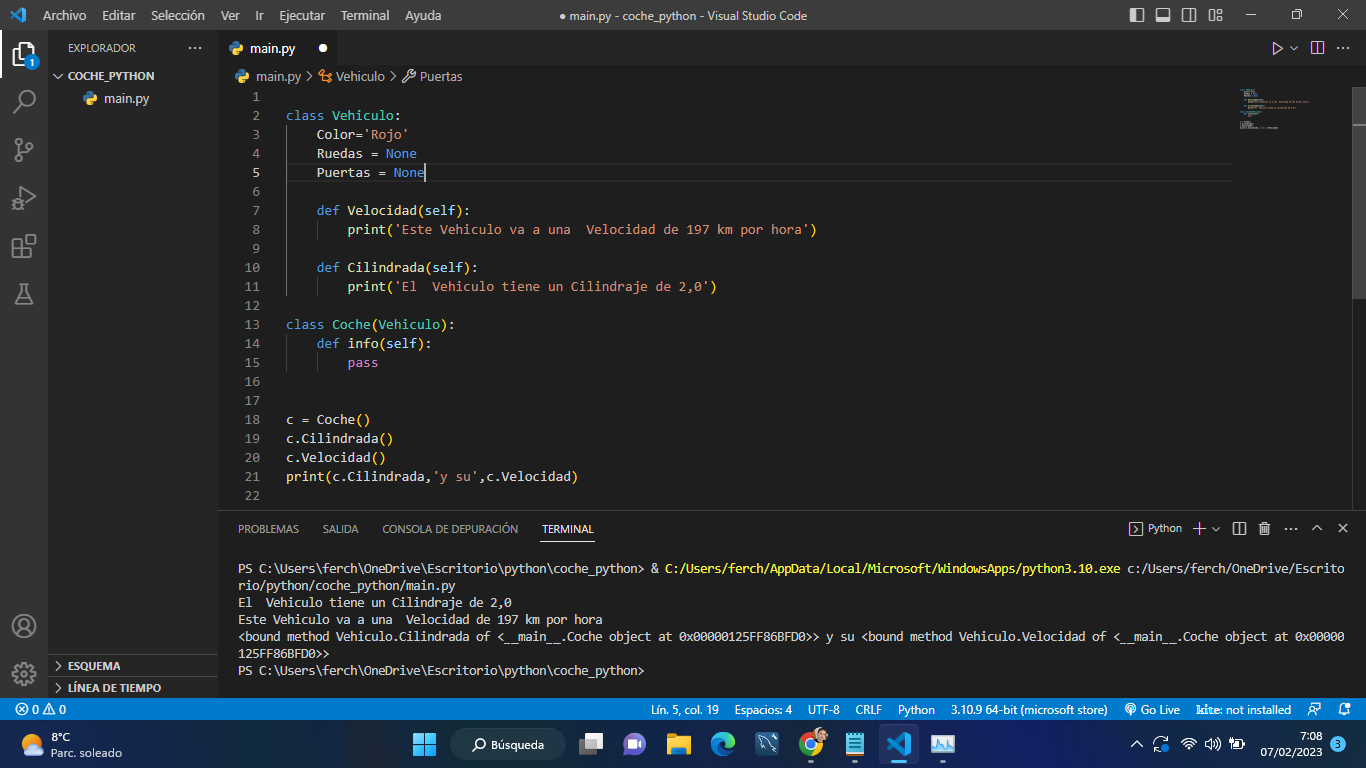 Archivo Editar Selección Ver Ir Ejecutar Terminal Ayuda
● main.py - coche_python - Visual Studio Code
EXPLORADOR ···
main.py
COCHE_PYTHON
main.py
main.py > Vehiculo > Puertas
1
2 class Vehiculo:
3 Color='Rojo'
4 Ruedas = None
5 Puertas = None
6
7 def Velocidad(self):
8 print('Este Vehiculo va a una  Velocidad de 197 km por hora')
9
10 def Cilindrada(self):
11 print('El  Vehiculo tiene un Cilindraje de 2,0')
12
13 class Coche(Vehiculo):
14 def info(self):
15 pass
16
17
18 c = Coche()
19 c.Cilindrada()
20 c.Velocidad()
21 print(c.Cilindrada,'y su',c.Velocidad)
22
PROBLEMAS SALIDA CONSOLA DE DEPURACIÓN TERMINAL
Python
PS C:\Users\ferch\OneDrive\Escritorio\python\coche_python> & C:/Users/ferch/AppData/Local/Microsoft/WindowsApps/python3.10.exe c:/Users/ferch/OneDrive/Escrito
rio/python/coche_python/main.py
El  Vehiculo tiene un Cilindraje de 2,0
Este Vehiculo va a una  Velocidad de 197 km por hora
<bound method Vehiculo.Cilindrada of <__main__.Coche object at 0x00000125FF86BFD0>> y su <bound method Vehiculo.Velocidad of <__main__.Coche object at 0x00000
125FF86BFD0>>
PS C:\Users\ferch\OneDrive\Escritorio\python\coche_python>
1
ESQUEMA
LÍNEA DE TIEMPO
0 0
Lín. 5, col. 19 Espacios: 4 UTF-8 CRLF Python 3.10.9 64-bit (microsoft store) Go Live kite: not installed
8°C
Parc. soleado
Búsqueda
7:08
07/02/2023
3